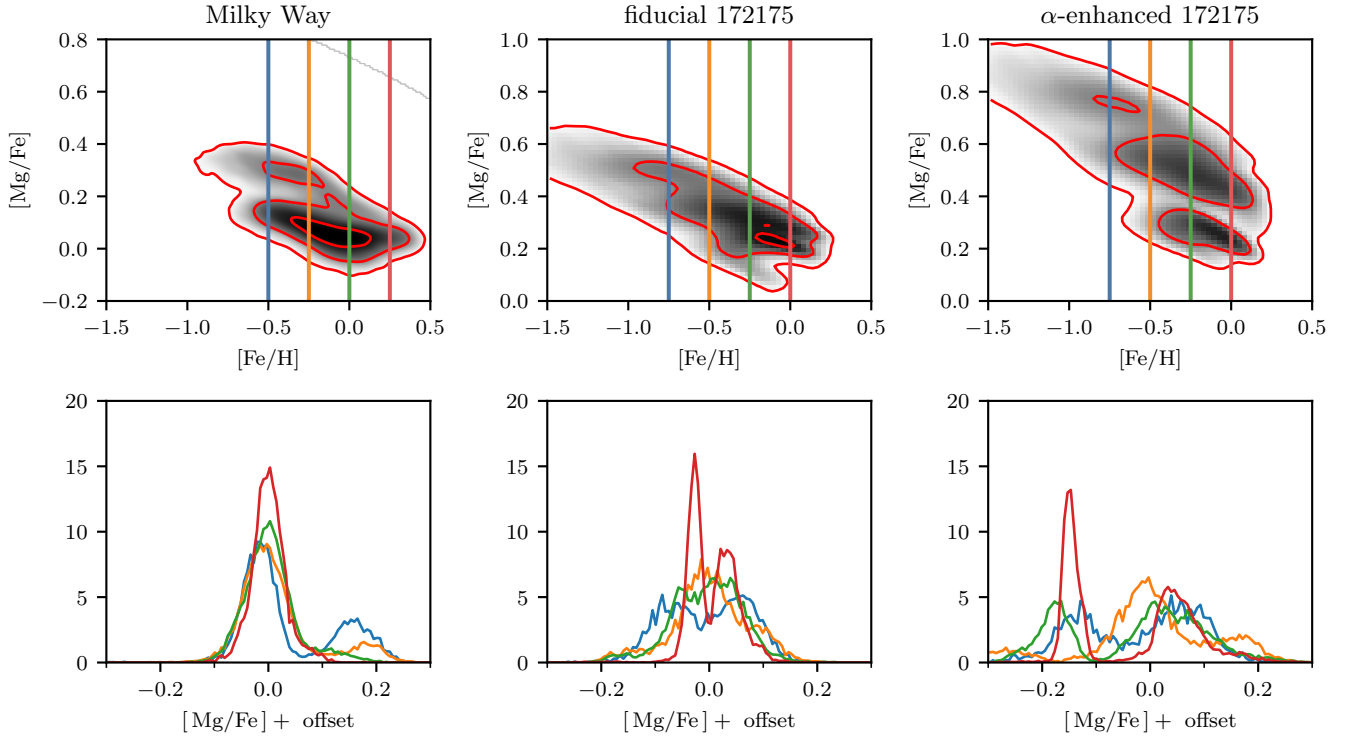 Milky Way
fiducial 172175
α-enhanced 172175
0.8
0.6
0.4
0.2
0.0
−0.2
[Mg/Fe]
−1.5 −1.0 −0.5 0.0 0.5
[Fe/H]
1.0
0.8
0.6
0.4
0.2
0.0
[Mg/Fe]
−1.5 −1.0 −0.5 0.0 0.5
[Fe/H]
1.0
0.8
0.6
0.4
0.2
0.0
[Mg/Fe]
−1.5 −1.0 −0.5 0.0 0.5
[Fe/H]
20
15
10
5
0
−0.2 0.0 0.2
[Mg/Fe] + offset
20
15
10
5
0
−0.2 0.0 0.2
[Mg/Fe] + offset
20
15
10
5
0
−0.2 0.0 0.2
[Mg/Fe] + offset